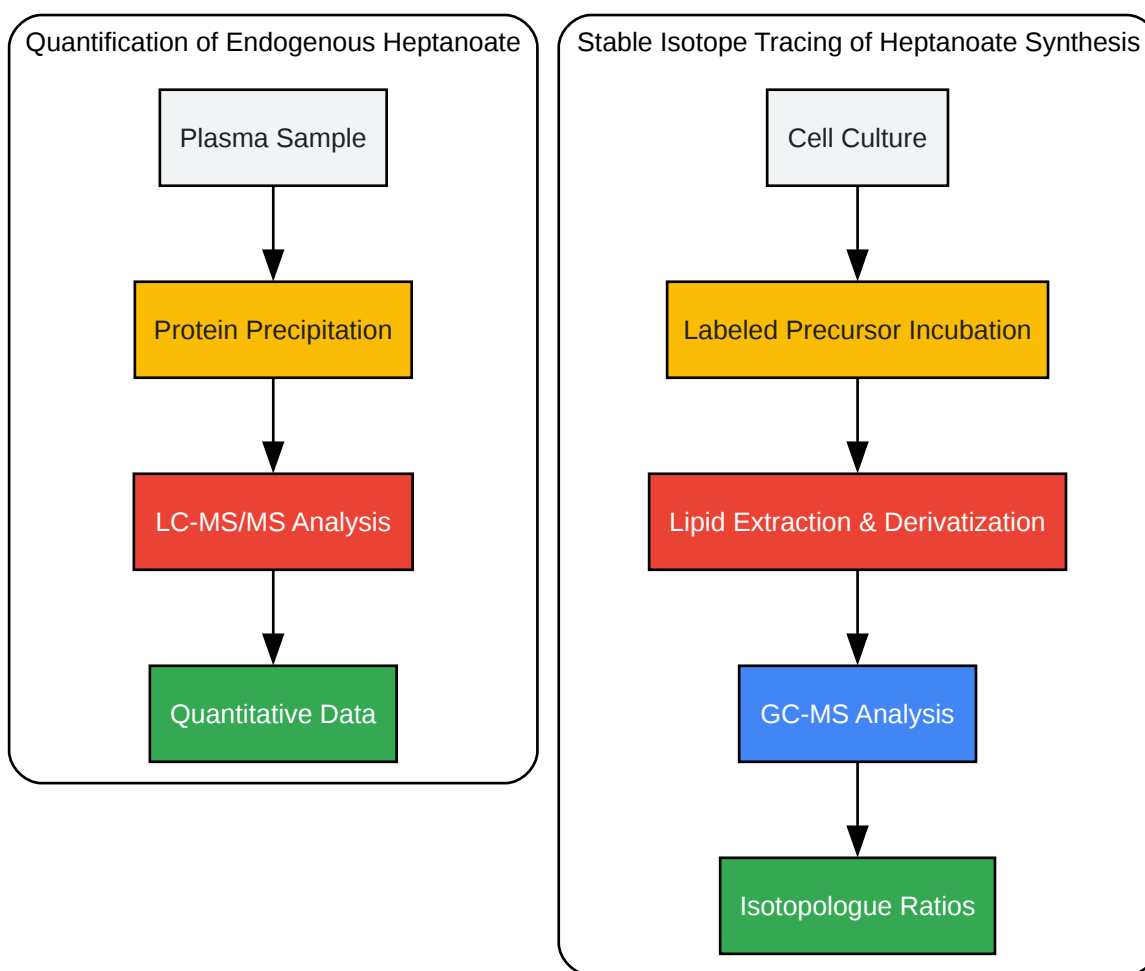 Quantification of Endogenous Heptanoate
Plasma Sample
Protein Precipitation
LC-MS/MS Analysis
Quantitative Data
Stable Isotope Tracing of Heptanoate Synthesis
Cell Culture
Labeled Precursor Incubation
Lipid Extraction & Derivatization
GC-MS Analysis
Isotopologue Ratios